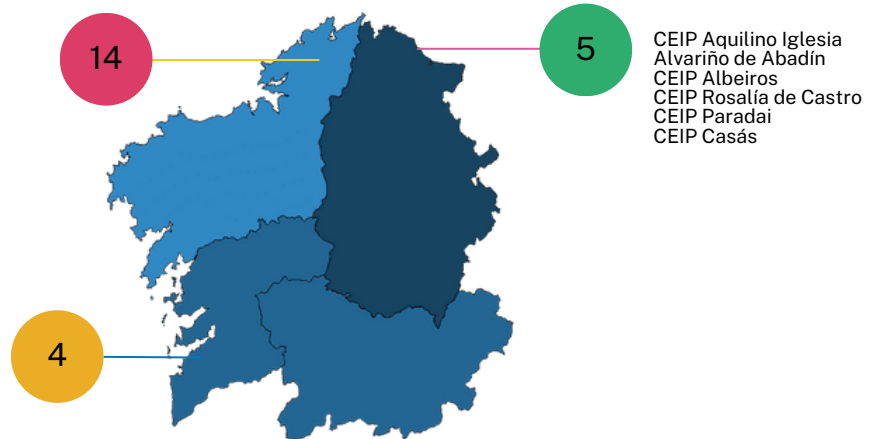 14
5
CEIP Aquilino Iglesia
Alvariño de Abadín
CEIP Albeiros
CEIP Rosalía de Castro
CEIP Paradai
CEIP Casás
4